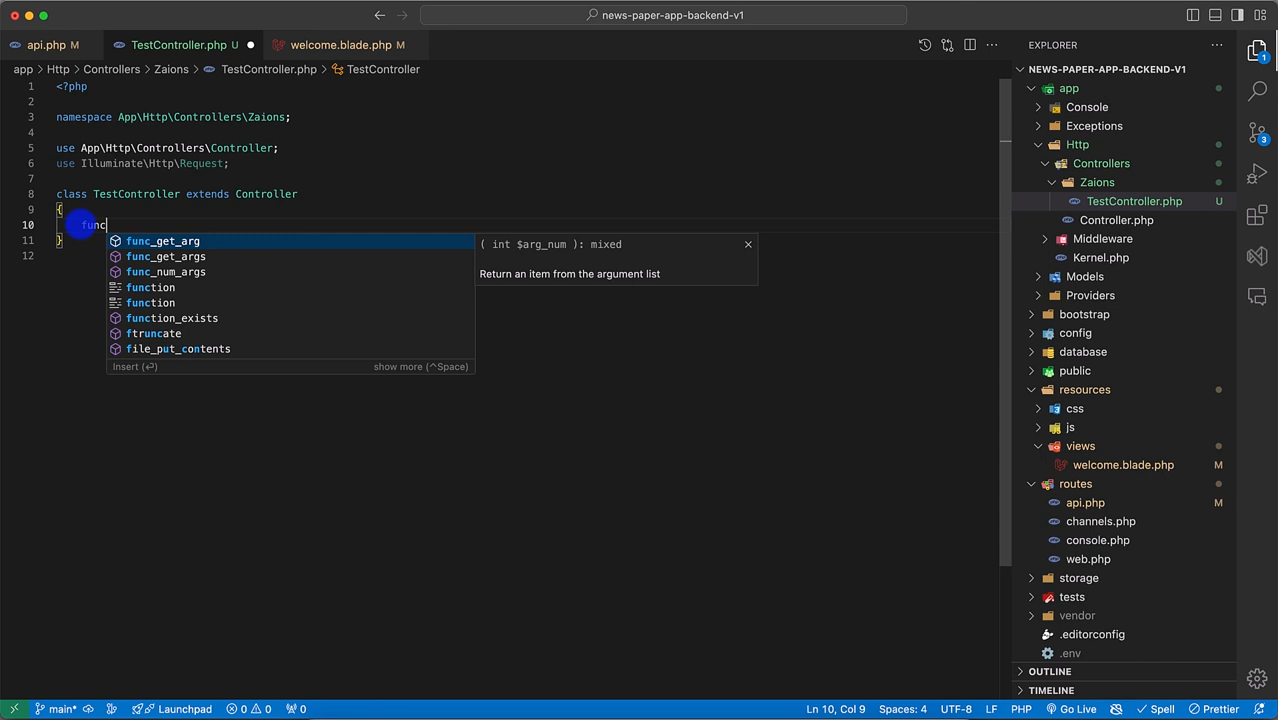 news-paper-app-backend-v1
api.php M
TestController.php U
welcome.blade.php M
app > Http > Controllers > Zaions > TestController.php > TestController
1 <?php
2
3 namespace App\Http\Controllers\Zaions;
4
5 use App\Http\Controllers\Controller;
6 use Illuminate\Http\Request;
7
8 class TestController extends Controller
9 {
10 func
11 }
12
func_get_arg
func_get_args
func_num_args
function
function
function_exists
ftruncate
file_put_contents
Insert (⏎) show more (^Space)
( int $arg_num ): mixed
Return an item from the argument list
EXPLORER
NEWS-PAPER-APP-BACKEND-V1
app
Console
Exceptions
Http
Controllers
Zaions
TestController.php U
Controller.php
Middleware
Kernel.php
Models
Providers
bootstrap
config
database
public
resources
css
js
views
welcome.blade.php M
routes
api.php M
channels.php
console.php
web.php
storage
tests
vendor
.editorconfig
.env
OUTLINE
TIMELINE
1
3
main* Launchpad 0 0 0 Ln 10, Col 9 Spaces: 4 UTF-8 LF PHP Go Live Spell Prettier